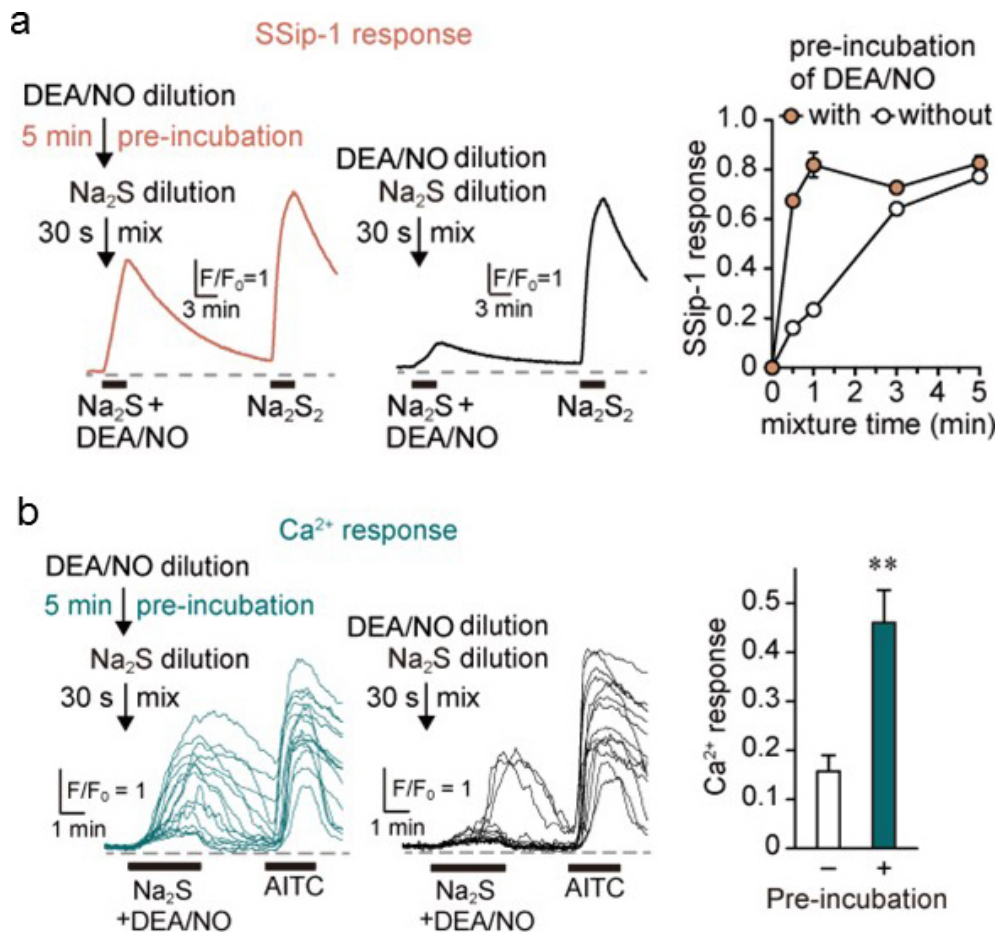 a
SSip-1 response
DEA/NO dilution
5 min pre-incubation
Na₂S dilution
30 s mix
F/F₀=1
3 min
Na₂S +
DEA/NO
Na₂S₂
DEA/NO dilution
Na₂S dilution
30 s mix
F/F₀=1
3 min
Na₂S +
DEA/NO
Na₂S₂
pre-incubation
of DEA/NO
with without
SSip-1 response
1.0
0.8
0.6
0.4
0.2
0
0 1 3 5
mixture time (min)
b
Ca²⁺ response
DEA/NO dilution
5 min pre-incubation
Na₂S dilution
30 s mix
F/F₀ = 1
1 min
Na₂S
+DEA/NO
AITC
DEA/NO dilution
Na₂S dilution
30 s mix
F/F₀ = 1
1 min
Na₂S
+DEA/NO
AITC
**
Ca²⁺ response
0.5
0.4
0.3
0.2
0.1
0
− +
Pre-incubation